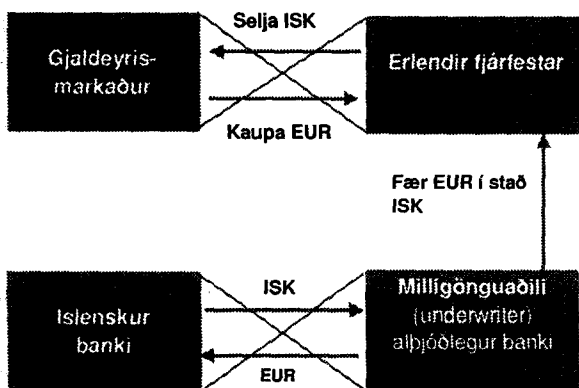 Selja ISK
Gjaldeyris-
markaður
Erlendir fjárfestar
Kaupa EUR
Fær EUR í stað
ISK
ISK
Íslenskur
banki
Milligönguaðili
(underwriter)
alþjóðlegur banki
EUR